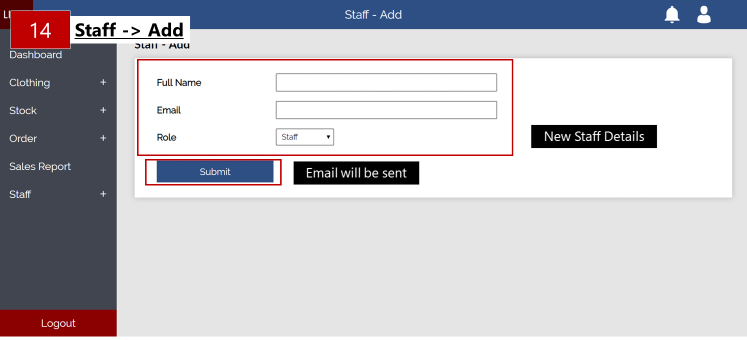 Staff - Add
14
Staff -> Add
Staff - Add
Dashboard
Clothing +
Stock +
Order +
Sales Report
Staff +
Logout
Full Name
Email
Role
Staff
New Staff Details
Submit
Email will be sent